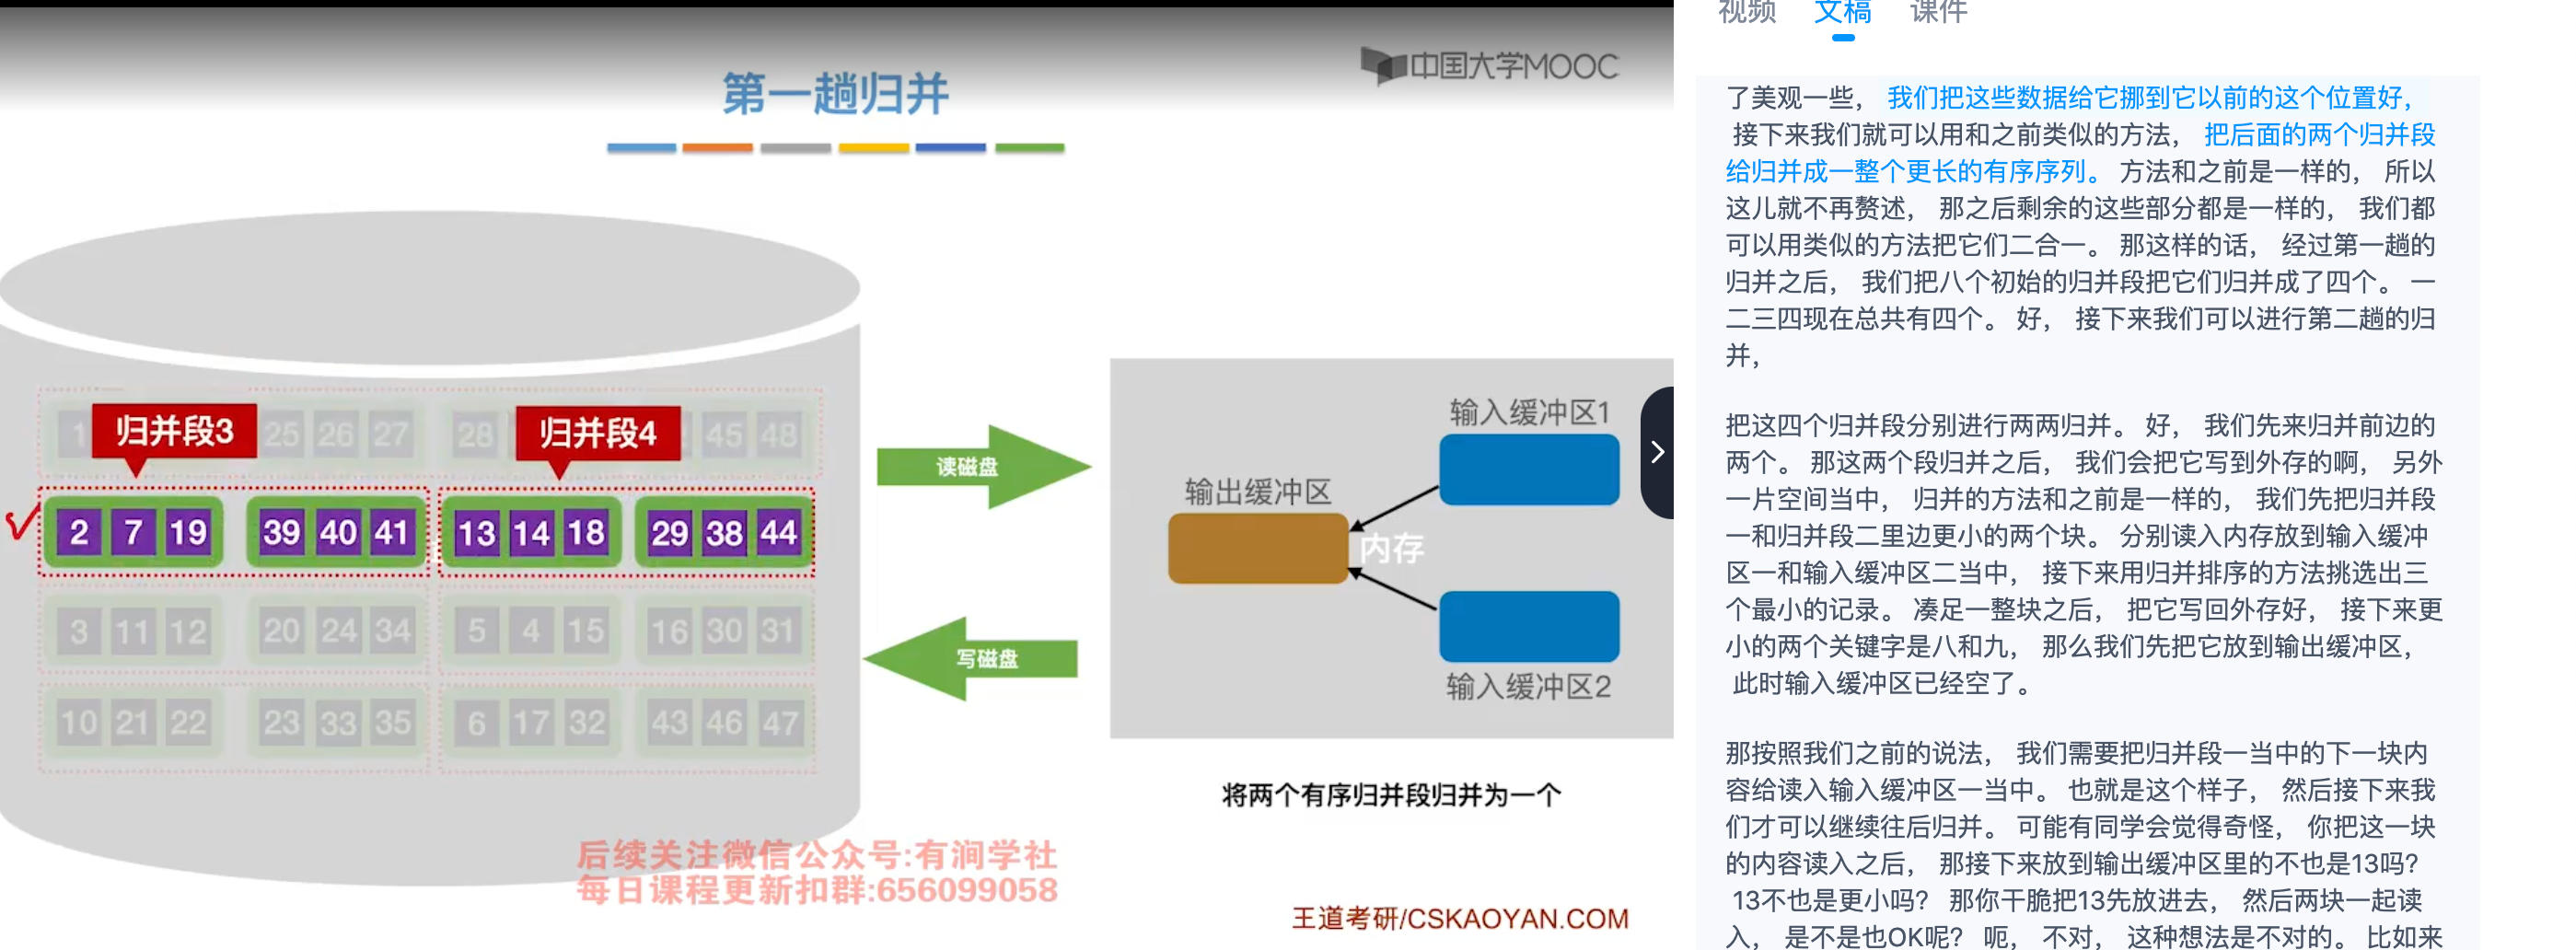 中国大学MOOC
第一趟归并
归并段3
归并段4
1
25 26 27
28
45 48
2 7 19
39 40 41
13 14 18
29 38 44
3 11 12
20 24 34
5 4 15
16 30 31
10 21 22
23 33 35
6 17 32
43 46 47
读磁盘
写磁盘
输入缓冲区1
输出缓冲区
内存
输入缓冲区2
将两个有序归并段归并为一个
后续关注微信公众号:有涧学社
每日课程更新扣群:656099058
王道考研/CSKAOYAN.COM
视频 文稿 课件
了美观一些， 我们把这些数据给它挪到它以前的这个位置好，
接下来我们就可以用和之前类似的方法， 把后面的两个归并段
给归并成一整个更长的有序序列。 方法和之前是一样的， 所以
这儿就不再赘述， 那之后剩余的这些部分都是一样的， 我们都
可以用类似的方法把它们二合一。 那这样的话， 经过第一趟的
归并之后， 我们把八个初始的归并段把它们归并成了四个。 一
二三四现在总共有四个。 好， 接下来我们可以进行第二趟的归
并，
把这四个归并段分别进行两两归并。 好， 我们先来归并前边的
两个。 那这两个段归并之后， 我们会把它写到外存的啊， 另外
一片空间当中， 归并的方法和之前是一样的， 我们先把归并段
一和归并段二里边更小的两个块。 分别读入内存放到输入缓冲
区一和输入缓冲区二当中， 接下来用归并排序的方法挑选出三
个最小的记录。 凑足一整块之后， 把它写回外存好， 接下来更
小的两个关键字是八和九， 那么我们先把它放到输出缓冲区，
此时输入缓冲区已经空了。
那按照我们之前的说法， 我们需要把归并段一当中的下一块内
容给读入输入缓冲区一当中。 也就是这个样子， 然后接下来我
们才可以继续往后归并。 可能有同学会觉得奇怪， 你把这一块
的内容读入之后， 那接下来放到输出缓冲区里的不也是13吗？
13不也是更小吗？ 那你干脆把13先放进去， 然后两块一起读
入， 是不是也OK呢？ 呃， 不对， 这种想法是不对的。 比如来